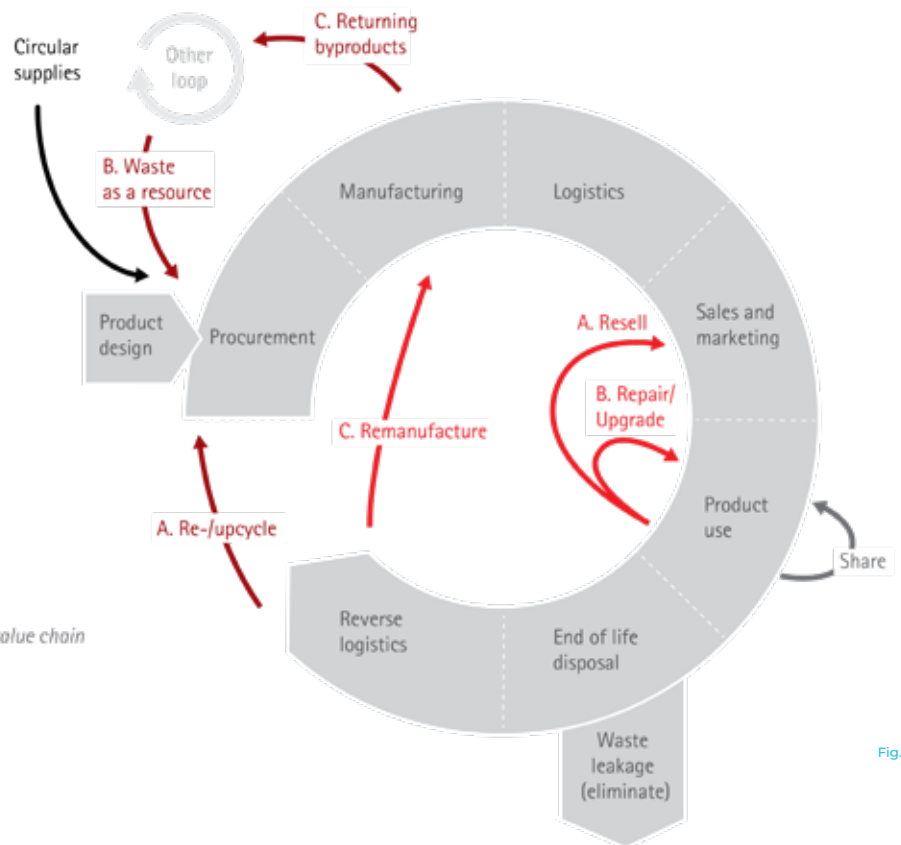 Circular
supplies
Other
loop
C. Returning
byproducts
B. Waste
as a resource
Manufacturing
Logistics
Product
design
Procurement
Sales and
marketing
A. Resell
B. Repair/
Upgrade
C. Remanufacture
A. Re-/upcycle
Product
use
Share
Reverse
logistics
End of life
disposal
alue chain
Waste
leakage
(eliminate)
Fig.